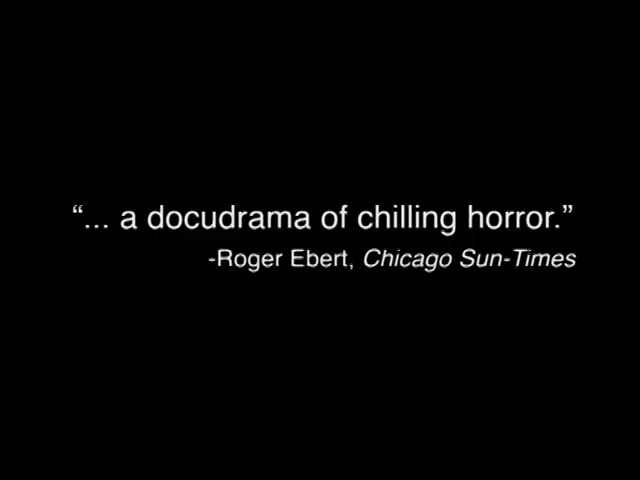 “... a docudrama of chilling horror.”
-Roger Ebert, Chicago Sun-Times